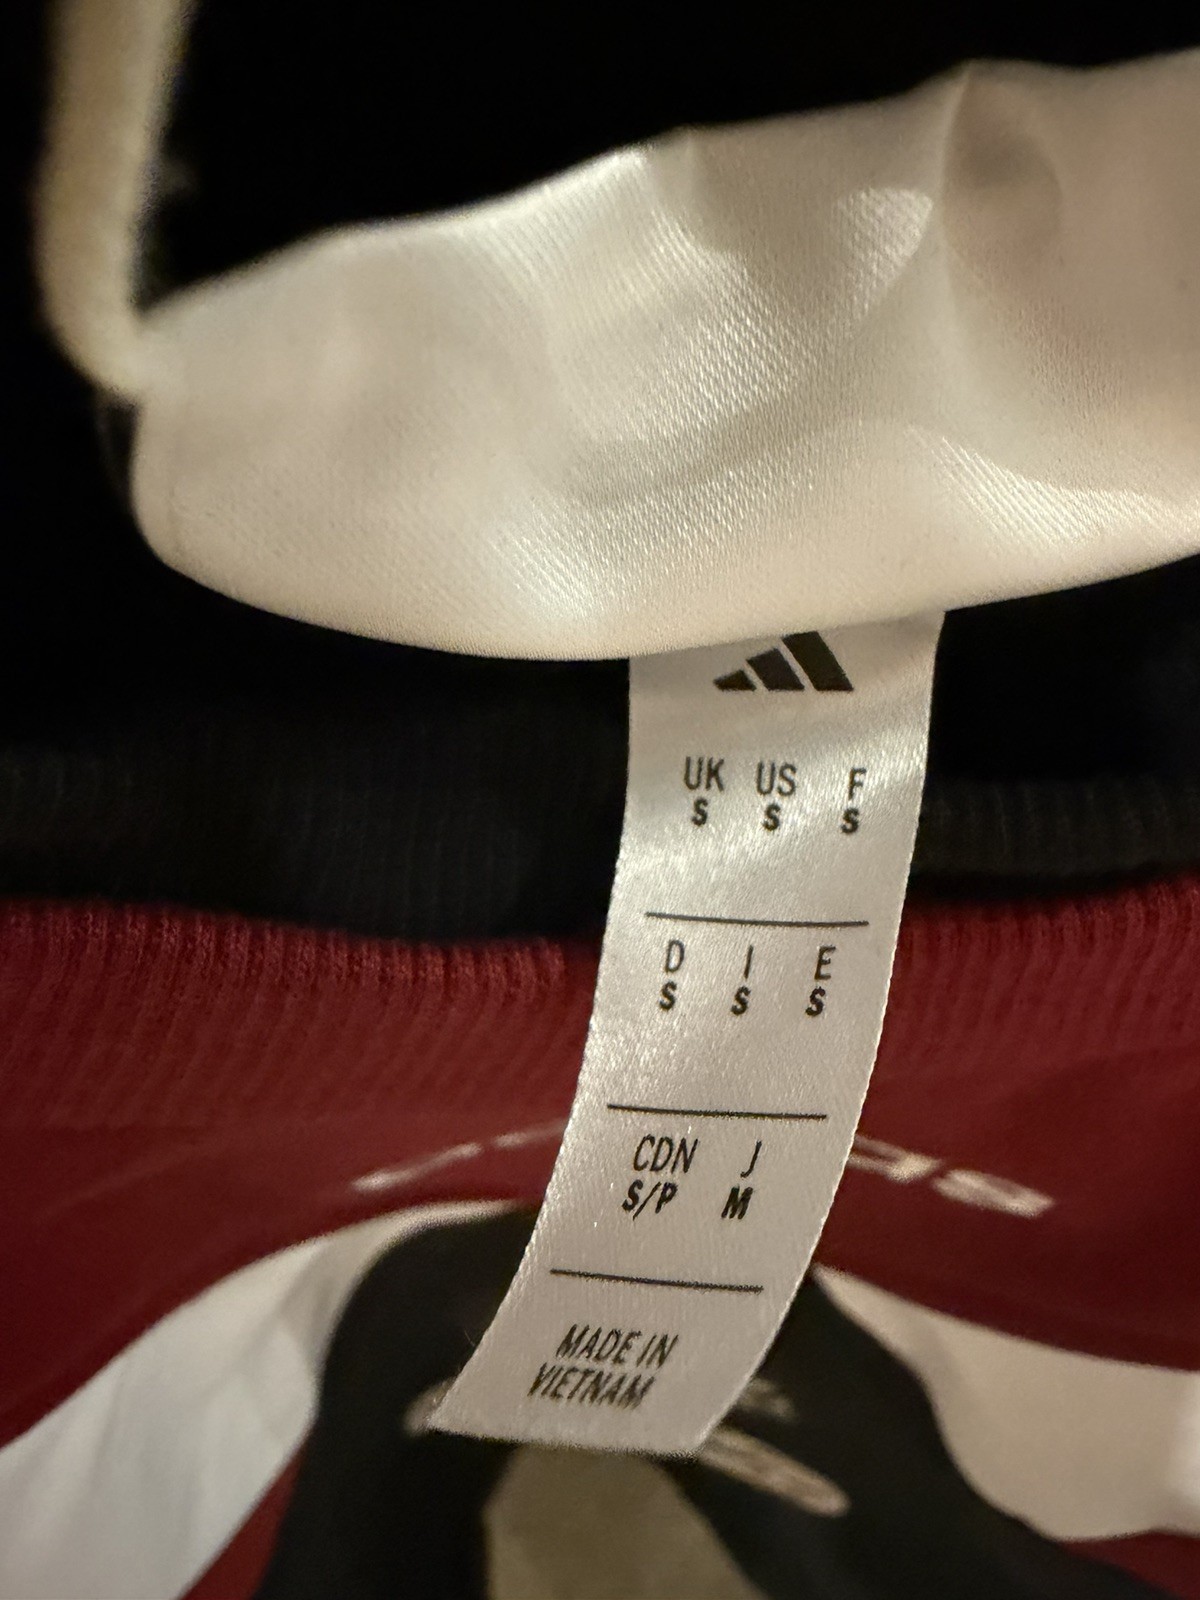 UK US F
S S S
D I E
S S S
CDN J
S/P M
MADE IN
VIETNAM